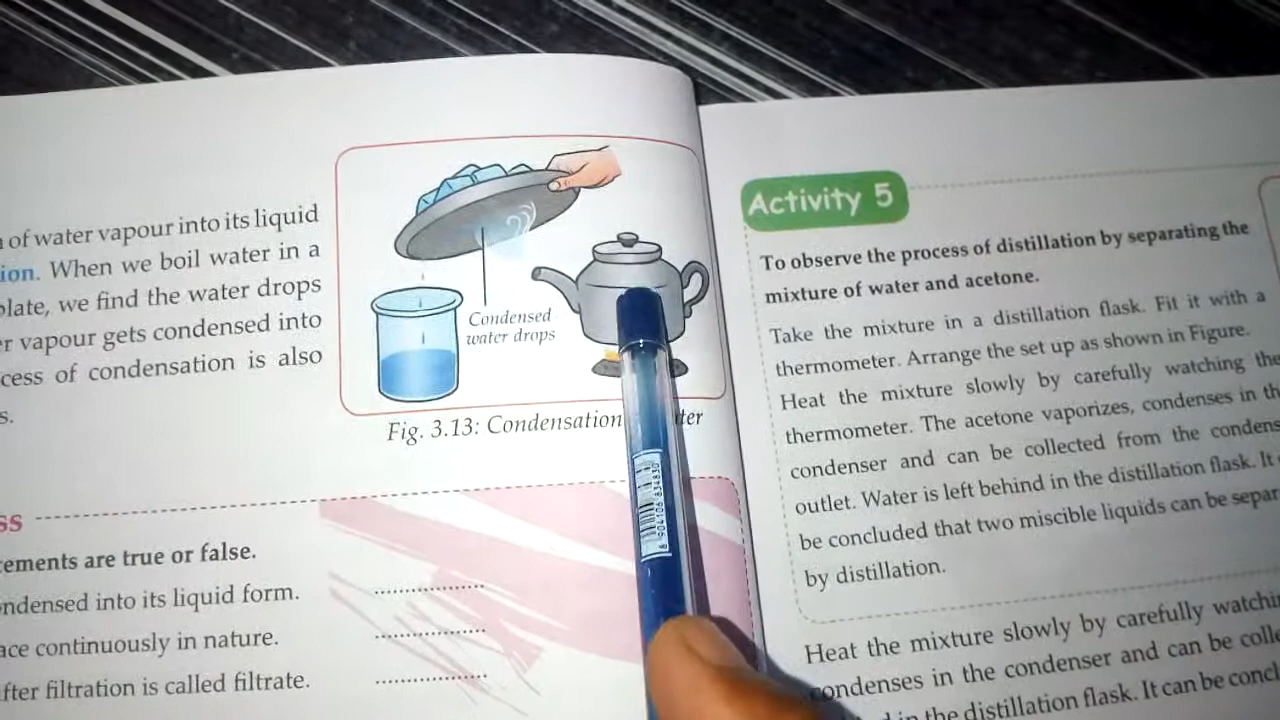 of water vapour into its liquid
ion. When we boil water in a
plate, we find the water drops
vapour gets condensed into
cess of condensation is also
s.
Condensed
water drops
Fig. 3.13: Condensation
ss
ements are true or false.
ndensed into its liquid form. ....................
ace continuously in nature. ....................
fter filtration is called filtrate. ....................
8 904106 834830
Activity 5
To observe the process of distillation by separating the
mixture of water and acetone.
Take the mixture in a distillation flask. Fit it with a
thermometer. Arrange the set up as shown in Figure.
Heat the mixture slowly by carefully watching the
thermometer. The acetone vaporizes, condenses in th
condenser and can be collected from the condens
outlet. Water is left behind in the distillation flask. It
be concluded that two miscible liquids can be separ
by distillation.
Heat the mixture slowly by carefully watchi
condenses in the condenser and can be colle
in the distillation flask. It can be concl